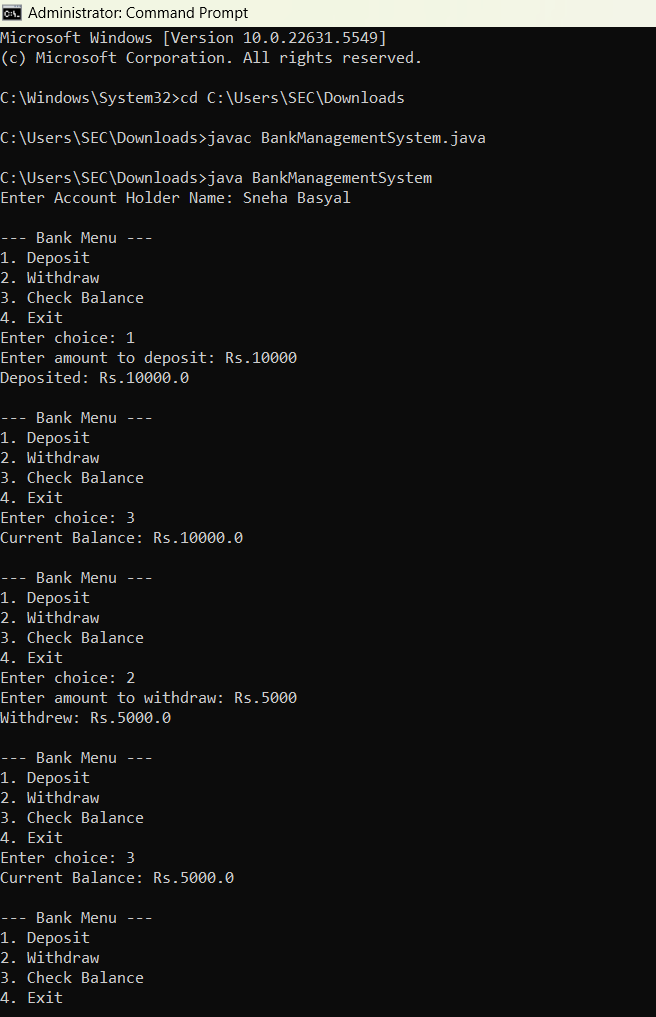 Administrator: Command Prompt
Microsoft Windows [Version 10.0.22631.5549]
(c) Microsoft Corporation. All rights reserved.
C:\Windows\System32>cd C:\Users\SEC\Downloads
C:\Users\SEC\Downloads>javac BankManagementSystem.java
C:\Users\SEC\Downloads>java BankManagementSystem
Enter Account Holder Name: Sneha Basyal
--- Bank Menu ---
1. Deposit
2. Withdraw
3. Check Balance
4. Exit
Enter choice: 1
Enter amount to deposit: Rs.10000
Deposited: Rs.10000.0
--- Bank Menu ---
1. Deposit
2. Withdraw
3. Check Balance
4. Exit
Enter choice: 3
Current Balance: Rs.10000.0
--- Bank Menu ---
1. Deposit
2. Withdraw
3. Check Balance
4. Exit
Enter choice: 2
Enter amount to withdraw: Rs.5000
Withdrew: Rs.5000.0
--- Bank Menu ---
1. Deposit
2. Withdraw
3. Check Balance
4. Exit
Enter choice: 3
Current Balance: Rs.5000.0
--- Bank Menu ---
1. Deposit
2. Withdraw
3. Check Balance
4. Exit